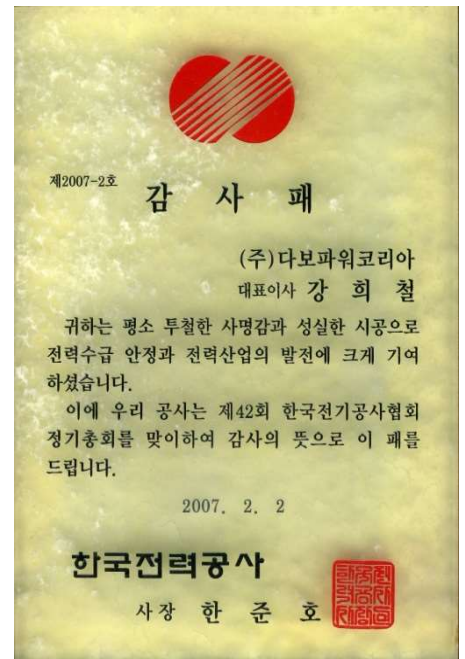 제2007-2호
감 사 패
(주)다보파워코리아
대표이사 강 희 철
귀하는 평소 투철한 사명감과 성실한 시공으로
전력수급 안정과 전력산업의 발전에 크게 기여
하셨습니다.
이에 우리 공사는 제42회 한국전기공사협회
정기총회를 맞이하여 감사의 뜻으로 이 패를
드립니다.
2007. 2. 2
한국전력공사
사장 한 준 호